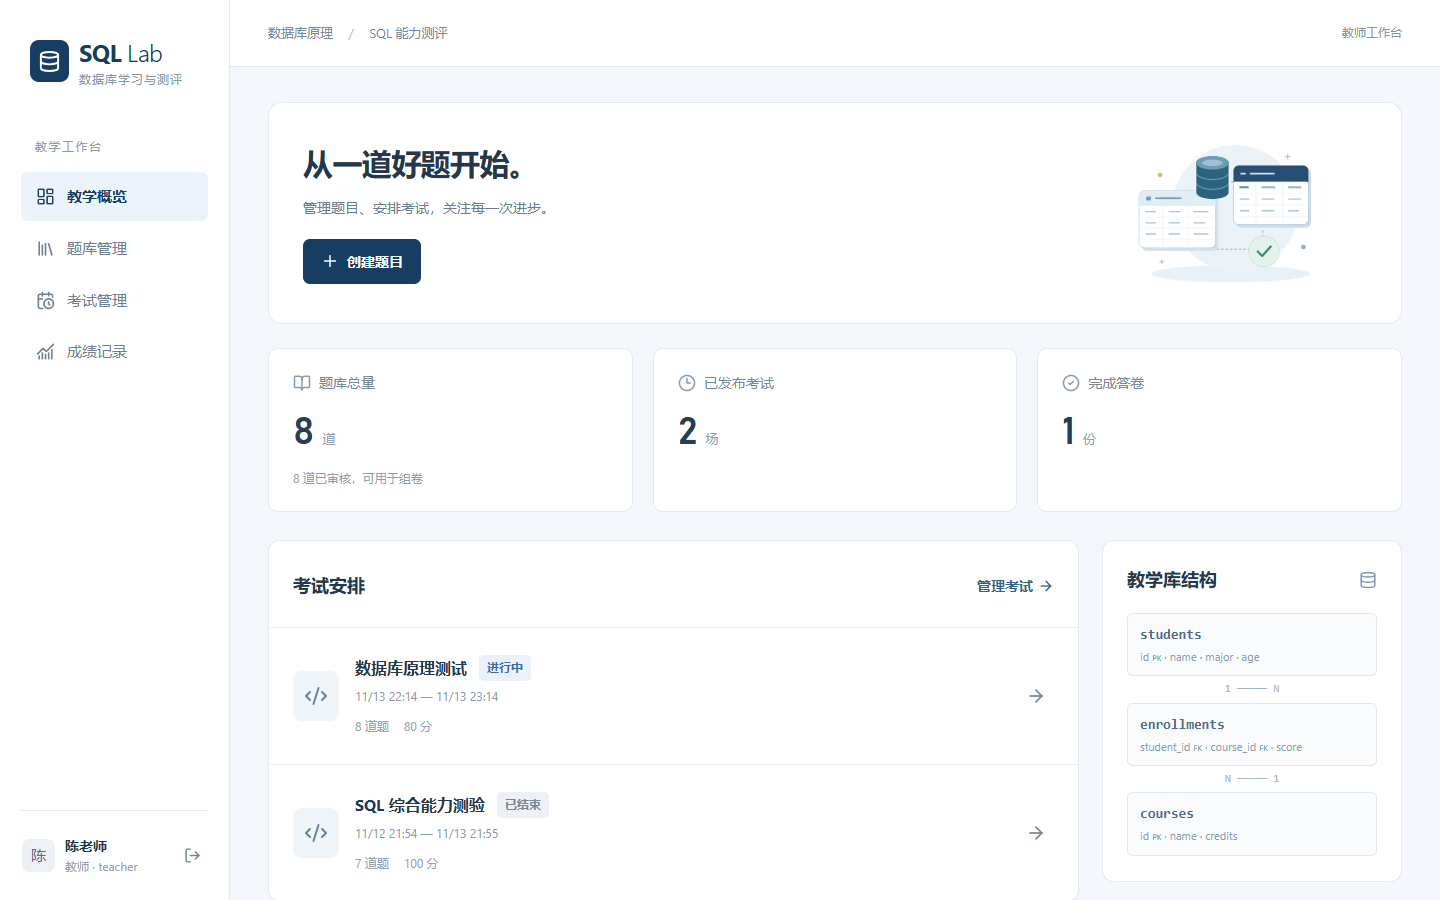 SQL Lab
数据库学习与测评
教学工作台
教学概览
题库管理
考试管理
成绩记录
陈
陈老师
教师 · teacher
数据库原理 / SQL 能力测评
教师工作台
从一道好题开始。
管理题目、安排考试，关注每一次进步。
创建题目
题库总量
8 道
8 道已审核，可用于组卷
已发布考试
2 场
完成答卷
1 份
考试安排
管理考试
数据库原理测试 进行中
11/13 22:14 — 11/13 23:14
8 道题 80 分
SQL 综合能力测验 已结束
11/12 21:54 — 11/13 21:55
7 道题 100 分
教学库结构
students
id PK · name · major · age
1 —— N
enrollments
student_id FK · course_id FK · score
N —— 1
courses
id PK · name · credits